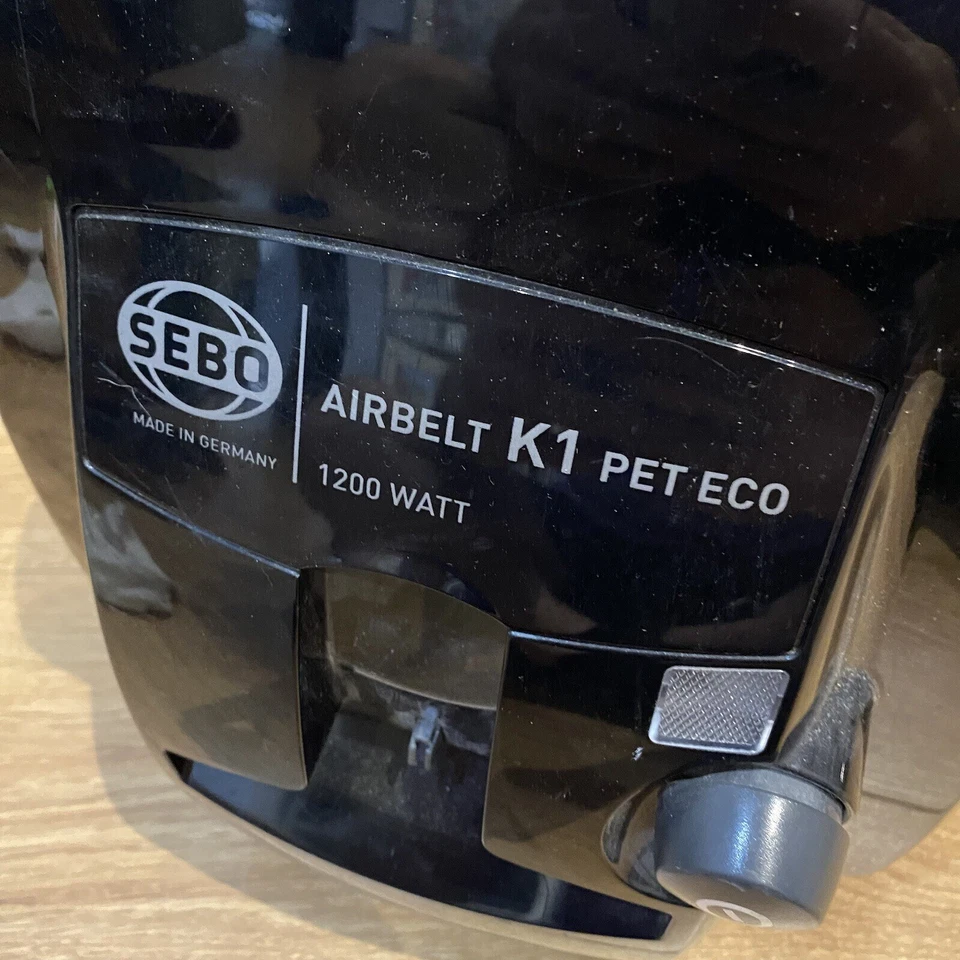 SEBO
MADE IN GERMANY
AIRBELT K1 PET ECO
1200 WATT